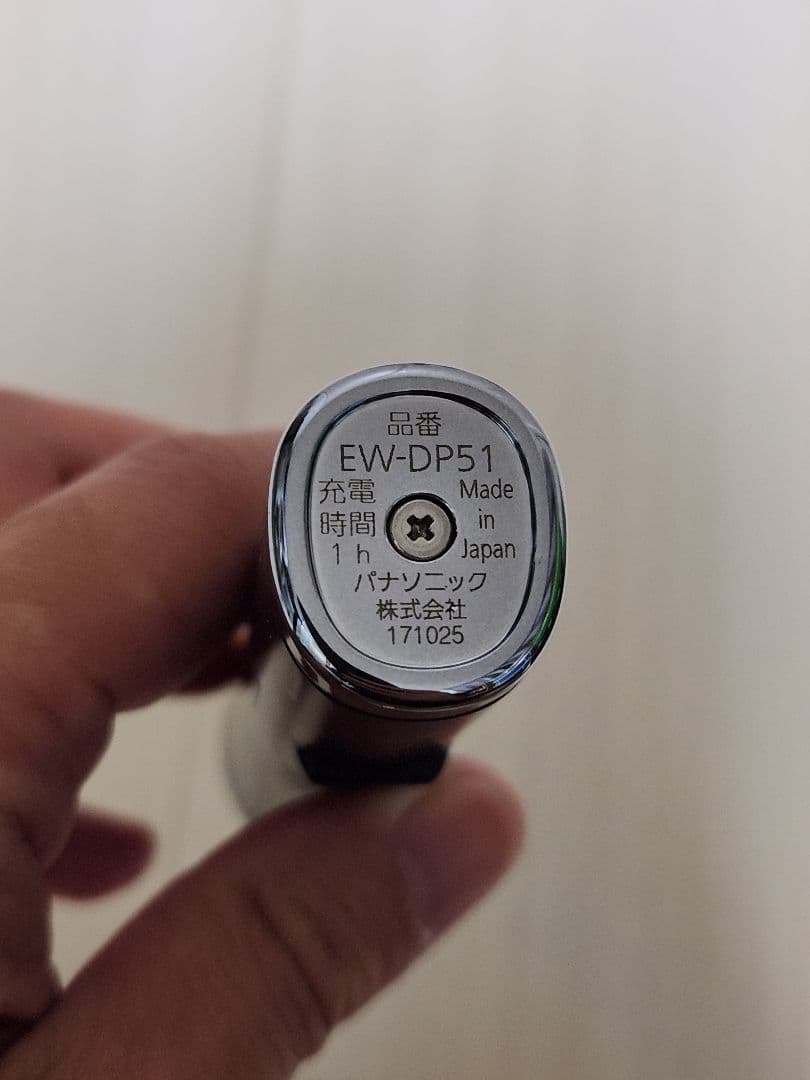 品番
EW-DP51
充電
時間
1 h
Made
in
Japan
パナソニック
株式会社
171025